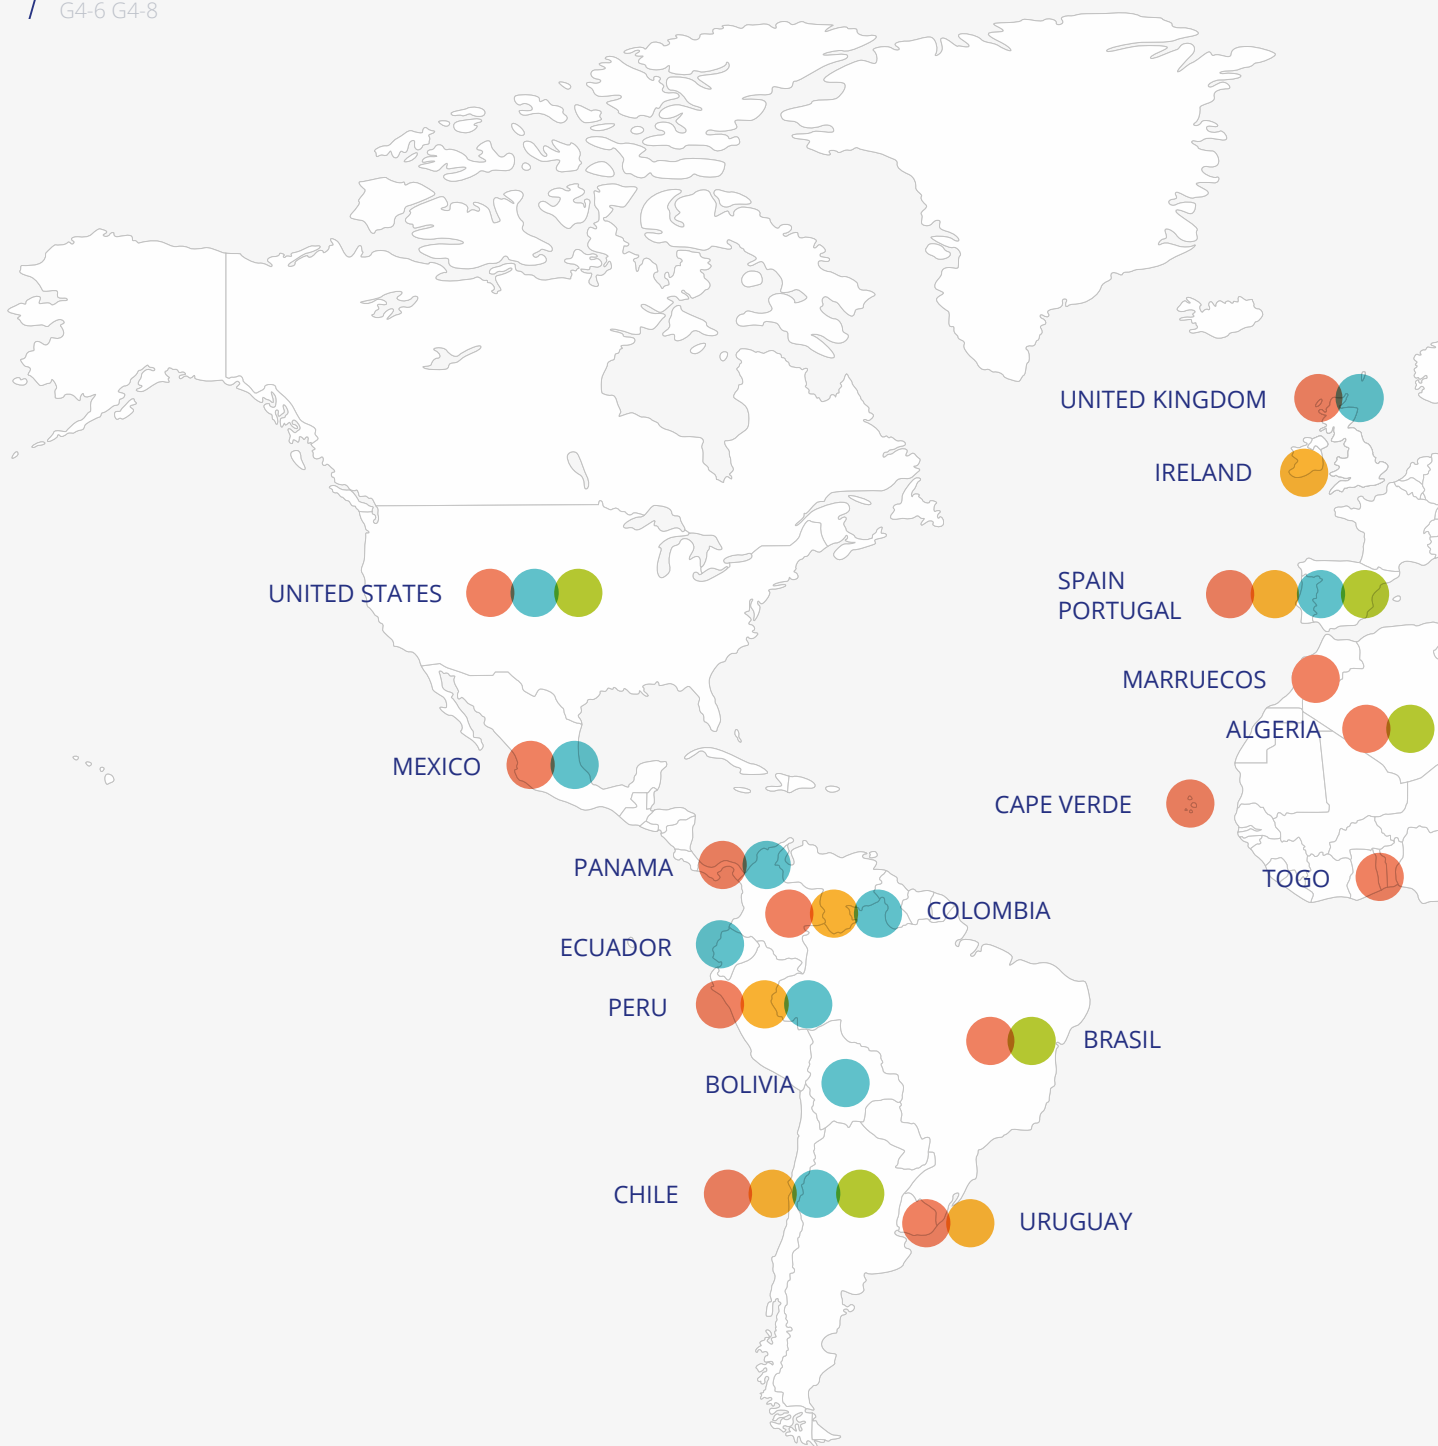 / G4-6 G4-8
UNITED KINGDOM
IRELAND
SPAIN
PORTUGAL
UNITED STATES
MARRUECOS
ALGERIA
MEXICO
CAPE VERDE
PANAMA
TOGO
COLOMBIA
ECUADOR
PERU
BRASIL
BOLIVIA
CHILE
URUGUAY